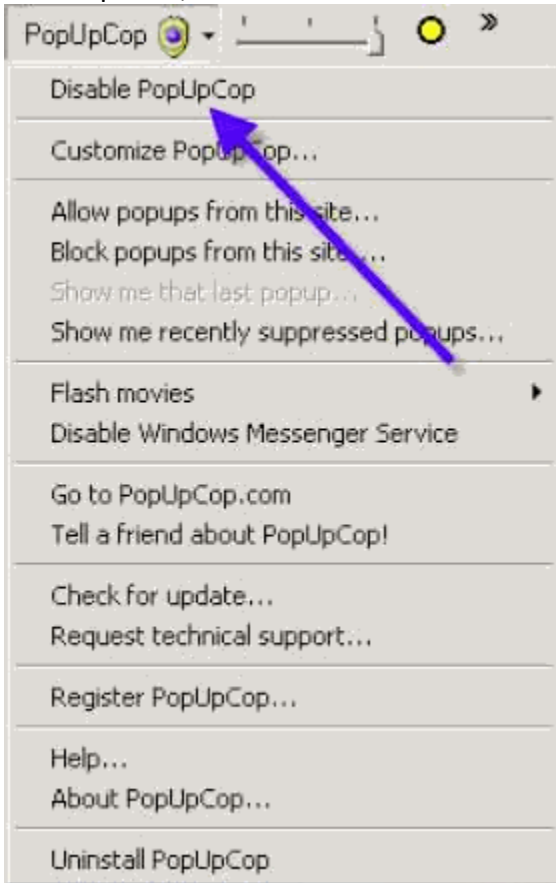 PopUpCop
»
Disable PopUpCop
Customize PopUpCop...
Allow popups from this site...
Block popups from this site...
Show me that last popup...
Show me recently suppressed popups...
Flash movies
Disable Windows Messenger Service
Go to PopUpCop.com
Tell a friend about PopUpCop!
Check for update...
Request technical support...
Register PopUpCop...
Help...
About PopUpCop...
Uninstall PopUpCop